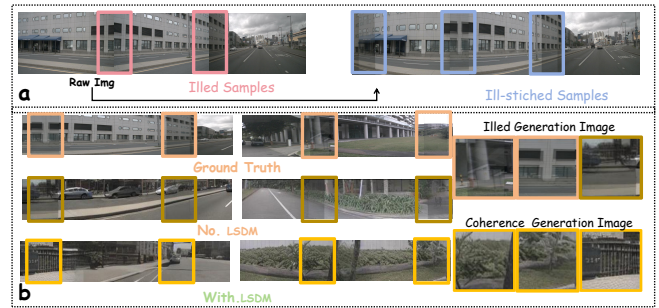 Raw Img
Illed Samples
Ill-stiched Samples
a
Illed Generation Image
Ground Truth
No. LSDM
Coherence Generation Image
With.LSDM
b